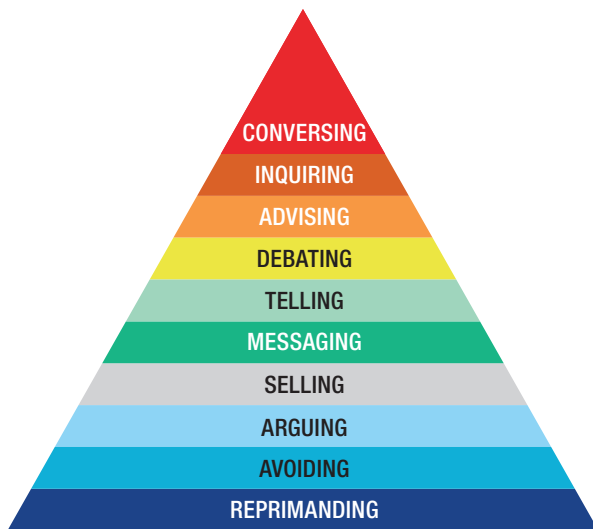 CONVERSING
INQUIRING
ADVISING
DEBATING
TELLING
MESSAGING
SELLING
ARGUING
AVOIDING
REPRIMANDING